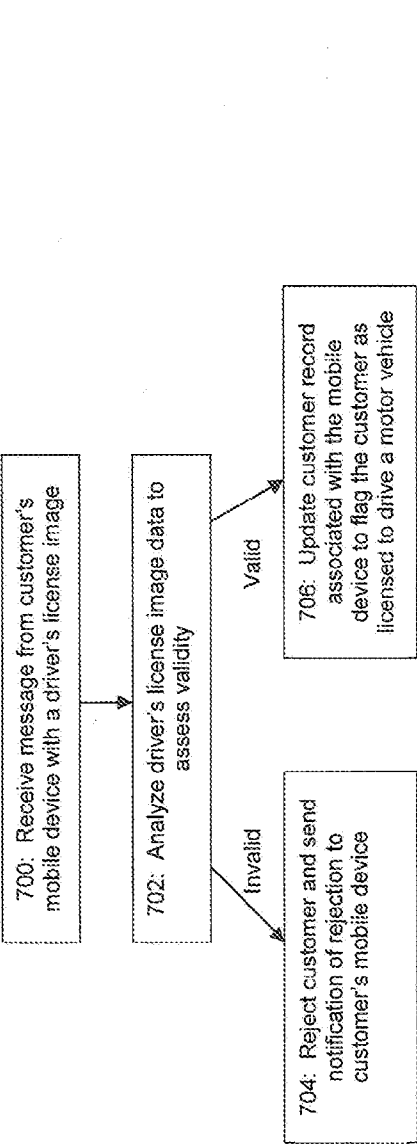 700: Receive message from customer's
mobile device with a driver's license image
702: Analyze driver's license image data to
assess validity
Invalid
Valid
704: Reject customer and send
notification of rejection to
customer's mobile device
706: Update customer record
associated with the mobile
device to flag the customer as
licensed to drive a motor vehicle